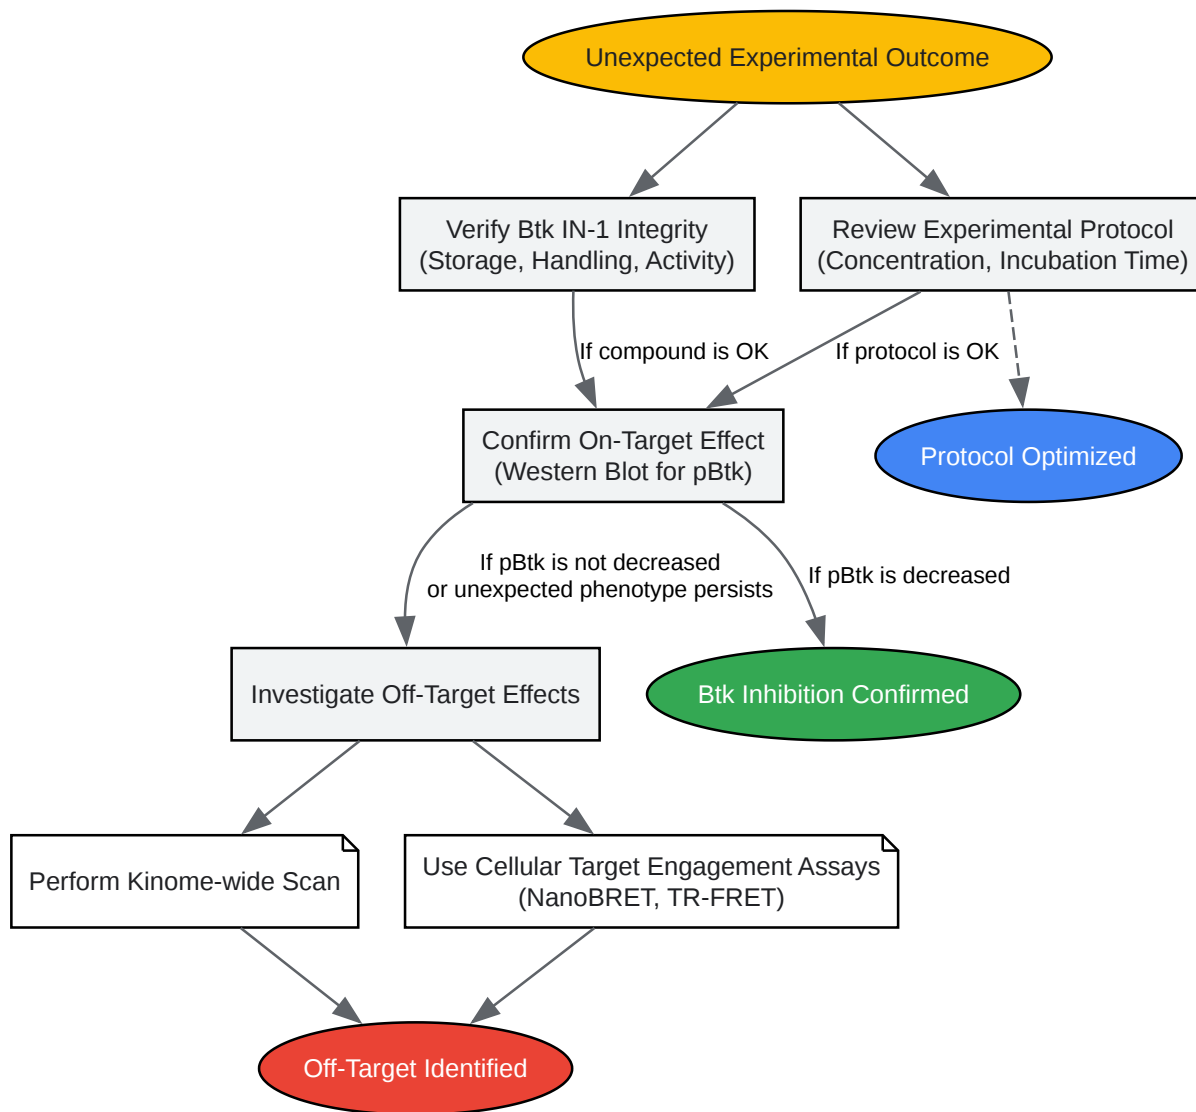 Unexpected Experimental Outcome
Verify Btk IN-1 Integrity
(Storage, Handling, Activity)
Review Experimental Protocol
(Concentration, Incubation Time)
If compound is OK
If protocol is OK
Confirm On-Target Effect
(Western Blot for pBtk)
Protocol Optimized
If pBtk is not decreased
or unexpected phenotype persists
If pBtk is decreased
Investigate Off-Target Effects
Btk Inhibition Confirmed
Perform Kinome-wide Scan
Use Cellular Target Engagement Assays
(NanoBRET, TR-FRET)
Off-Target Identified